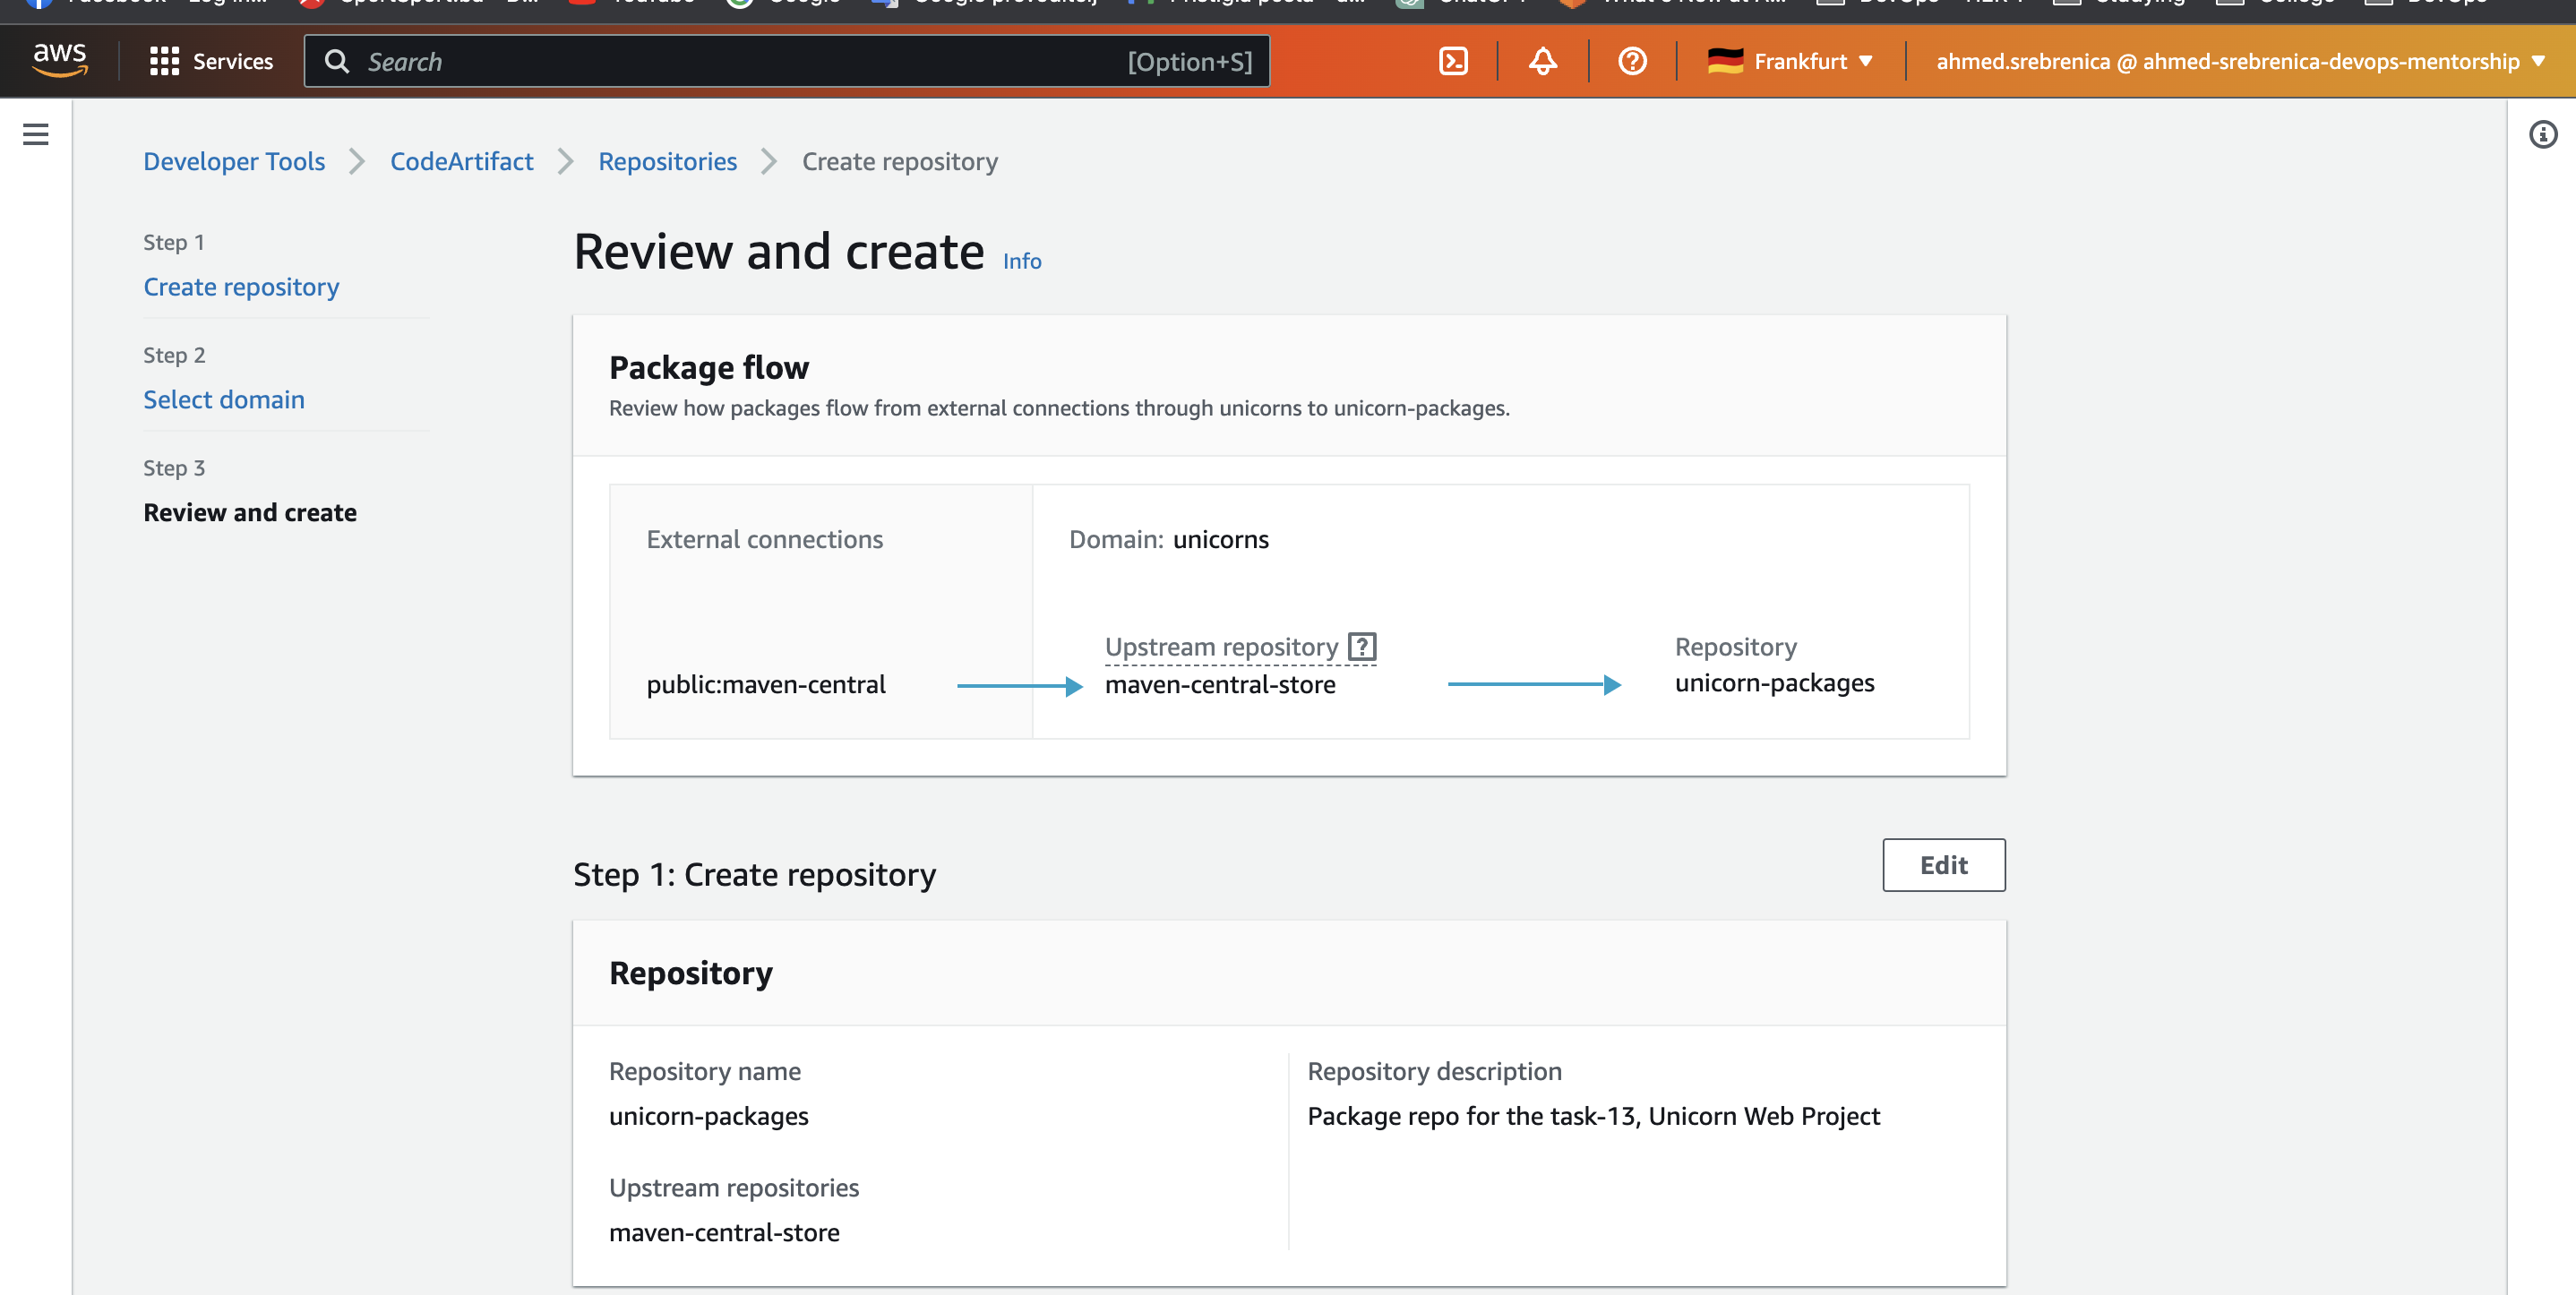 aws
Services
Search
[Option+S]
Frankfurt
ahmed.srebrenica @ ahmed-srebrenica-devops-mentorship
Developer Tools
CodeArtifact
Repositories
Create repository
Step 1
Create repository
Step 2
Select domain
Step 3
Review and create
Review and create Info
Package flow
Review how packages flow from external connections through unicorns to unicorn-packages.
External connections
Domain: unicorns
Upstream repository
Repository
public:maven-central
maven-central-store
unicorn-packages
Step 1: Create repository
Edit
Repository
Repository name
unicorn-packages
Repository description
Package repo for the task-13, Unicorn Web Project
Upstream repositories
maven-central-store